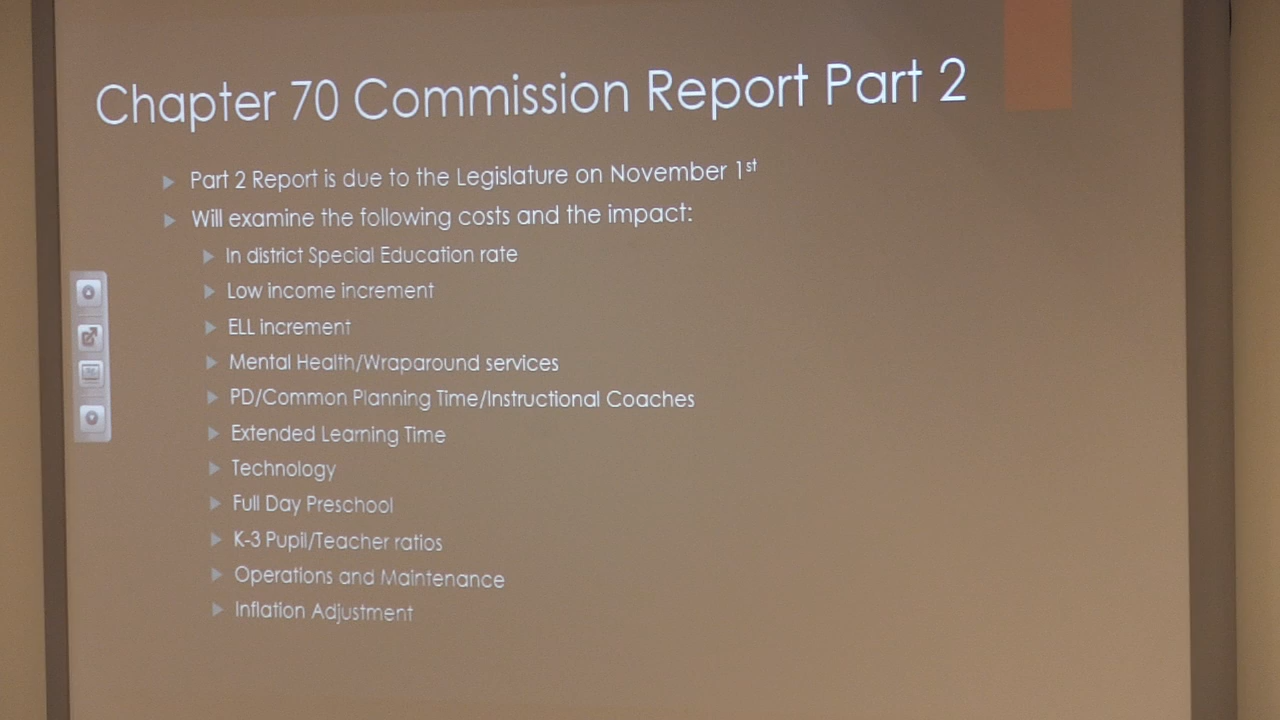 Chapter 70 Commission Report Part 2
Part 2 Report is due to the Legislature on November 1st
Will examine the following costs and the impact:
In district Special Education rate
Low income increment
ELL increment
Mental Health/Wraparound services
PD/Common Planning Time/Instructional Coaches
Extended Learning Time
Technology
Full Day Preschool
K-3 Pupil/Teacher ratios
Operations and Maintenance
Inflation Adjustment